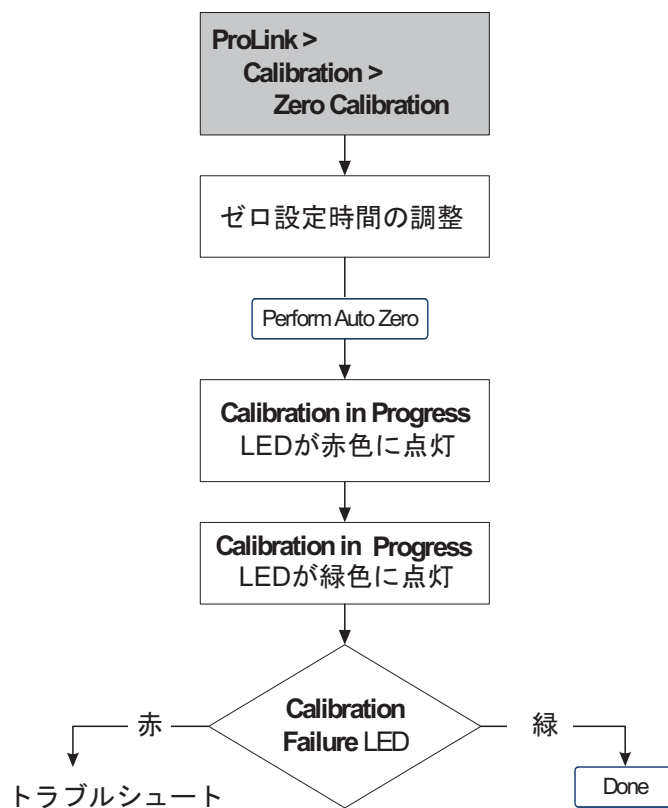 ProLink >
Calibration >
Zero Calibration
ゼロ設定時間の調整
Perform Auto Zero
Calibration in Progress
LEDが赤色に点灯
Calibration in Progress
LEDが緑色に点灯
Calibration
Failure LED
赤
緑
トラブルシュート
Done